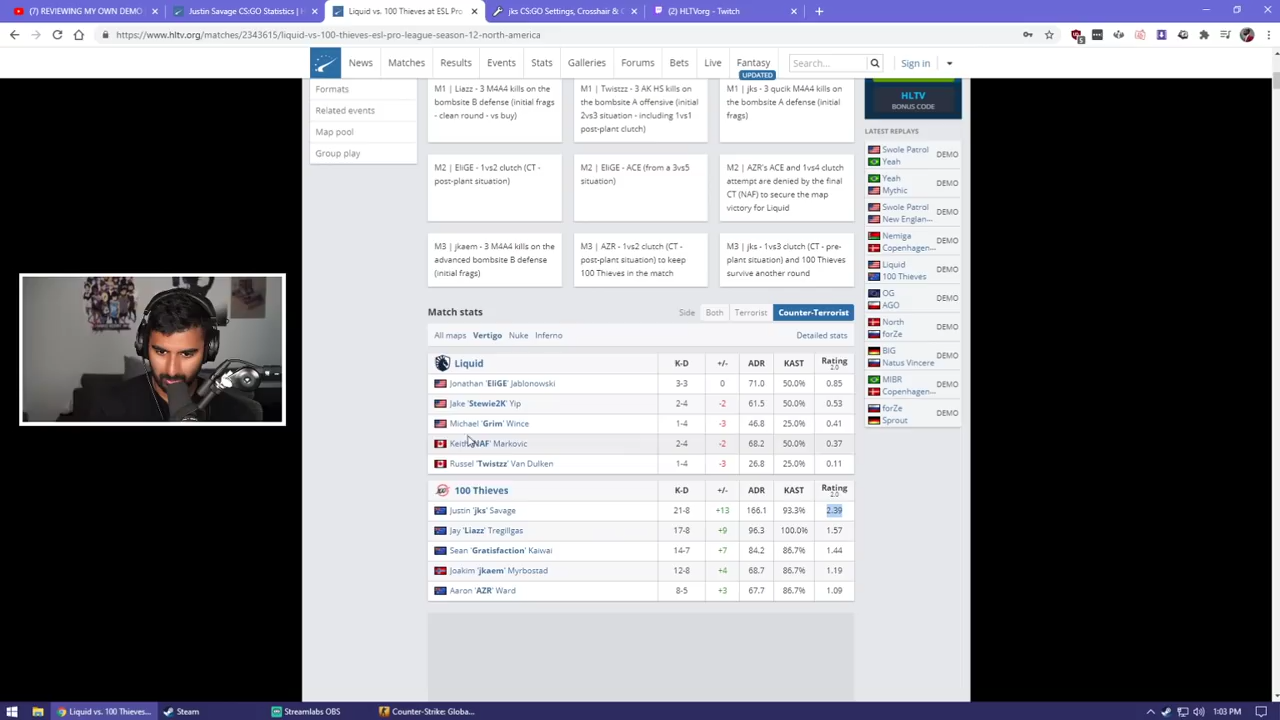 REVIEWING MY OWN DEMO
Justin Savage CS:GO Statistics | H
Liquid vs. 100 Thieves at ESL Pro
jks CS:GO Settings, Crosshair & C
HLTVorg - Twitch
https://www.hltv.org/matches/2343615/liquid-vs-100-thieves-esl-pro-league-season-12-north-america
News
Matches
Results
Events
Stats
Galleries
Forums
Bets
Live
Fantasy
UPDATED
Search...
Sign in
Formats
Related events
Map pool
Group play
M1 | Liazz - 3 M4A4 kills on the
bombsite B defense (initial frags
- clean round - vs buy)
M1 | Twistzz - 3 AK HS kills on
the bombsite A offensive (initial
2vs3 situation - including 1vs1
post-plant clutch)
M1 | jks - 3 qucik M4A4 kills on
the bombsite A defense (initial
frags)
M2 | EliGE - 1vs2 clutch (CT -
post-plant situation)
M2 | EliGE - ACE (from a 3vs5
situation)
M2 | AZR's ACE and 1vs4 clutch
attempt are denied by the final
CT (NAF) to secure the map
victory for Liquid
M3 | jkaem - 3 M4A4 kills on the
advanced bombsite B defense
(initial frags)
M3 | AZR - 1vs2 clutch (CT -
post-plant situation) to keep
100 Thieves in the match
M3 | jks - 1vs3 clutch (CT - pre-
plant situation) and 100 Thieves
survive another round
HLTV
BONUS CODE
LATEST REPLAYS
Swole Patrol
Yeah
DEMO
Yeah
Mythic
DEMO
Swole Patrol
New Englan...
DEMO
Nemiga
Copenhagen...
DEMO
Liquid
100 Thieves
DEMO
OG
AGO
DEMO
North
forZe
DEMO
BIG
Natus Vincere
DEMO
MIBR
Copenhagen...
DEMO
forZe
Sprout
DEMO
Match stats
Side Both Terrorist Counter-Terrorist
All maps Vertigo Nuke Inferno Detailed stats
Liquid K-D +/- ADR KAST Rating 2.0
Jonathan 'EliGE' Jablonowski 3-3 0 71.0 50.0% 0.85
Jake 'Stewie2K' Yip 2-4 -2 61.5 50.0% 0.53
Michael 'Grim' Wince 1-4 -3 46.8 25.0% 0.41
Keith 'NAF' Markovic 2-4 -2 68.2 50.0% 0.37
Russel 'Twistzz' Van Dulken 1-4 -3 26.8 25.0% 0.11
100 Thieves K-D +/- ADR KAST Rating 2.0
Justin 'jks' Savage 21-8 +13 166.1 93.3% 2.39
Jay 'Liazz' Tregillgas 17-8 +9 96.3 100.0% 1.57
Sean 'Gratisfaction' Kaiwai 14-7 +7 84.2 86.7% 1.44
Joakim 'jkaem' Myrbostad 12-8 +4 68.7 86.7% 1.19
Aaron 'AZR' Ward 8-5 +3 67.7 86.7% 1.09
Liquid vs. 100 Thieves...
Steam
Streamlabs OBS
Counter-Strike: Globa...
1:03 PM